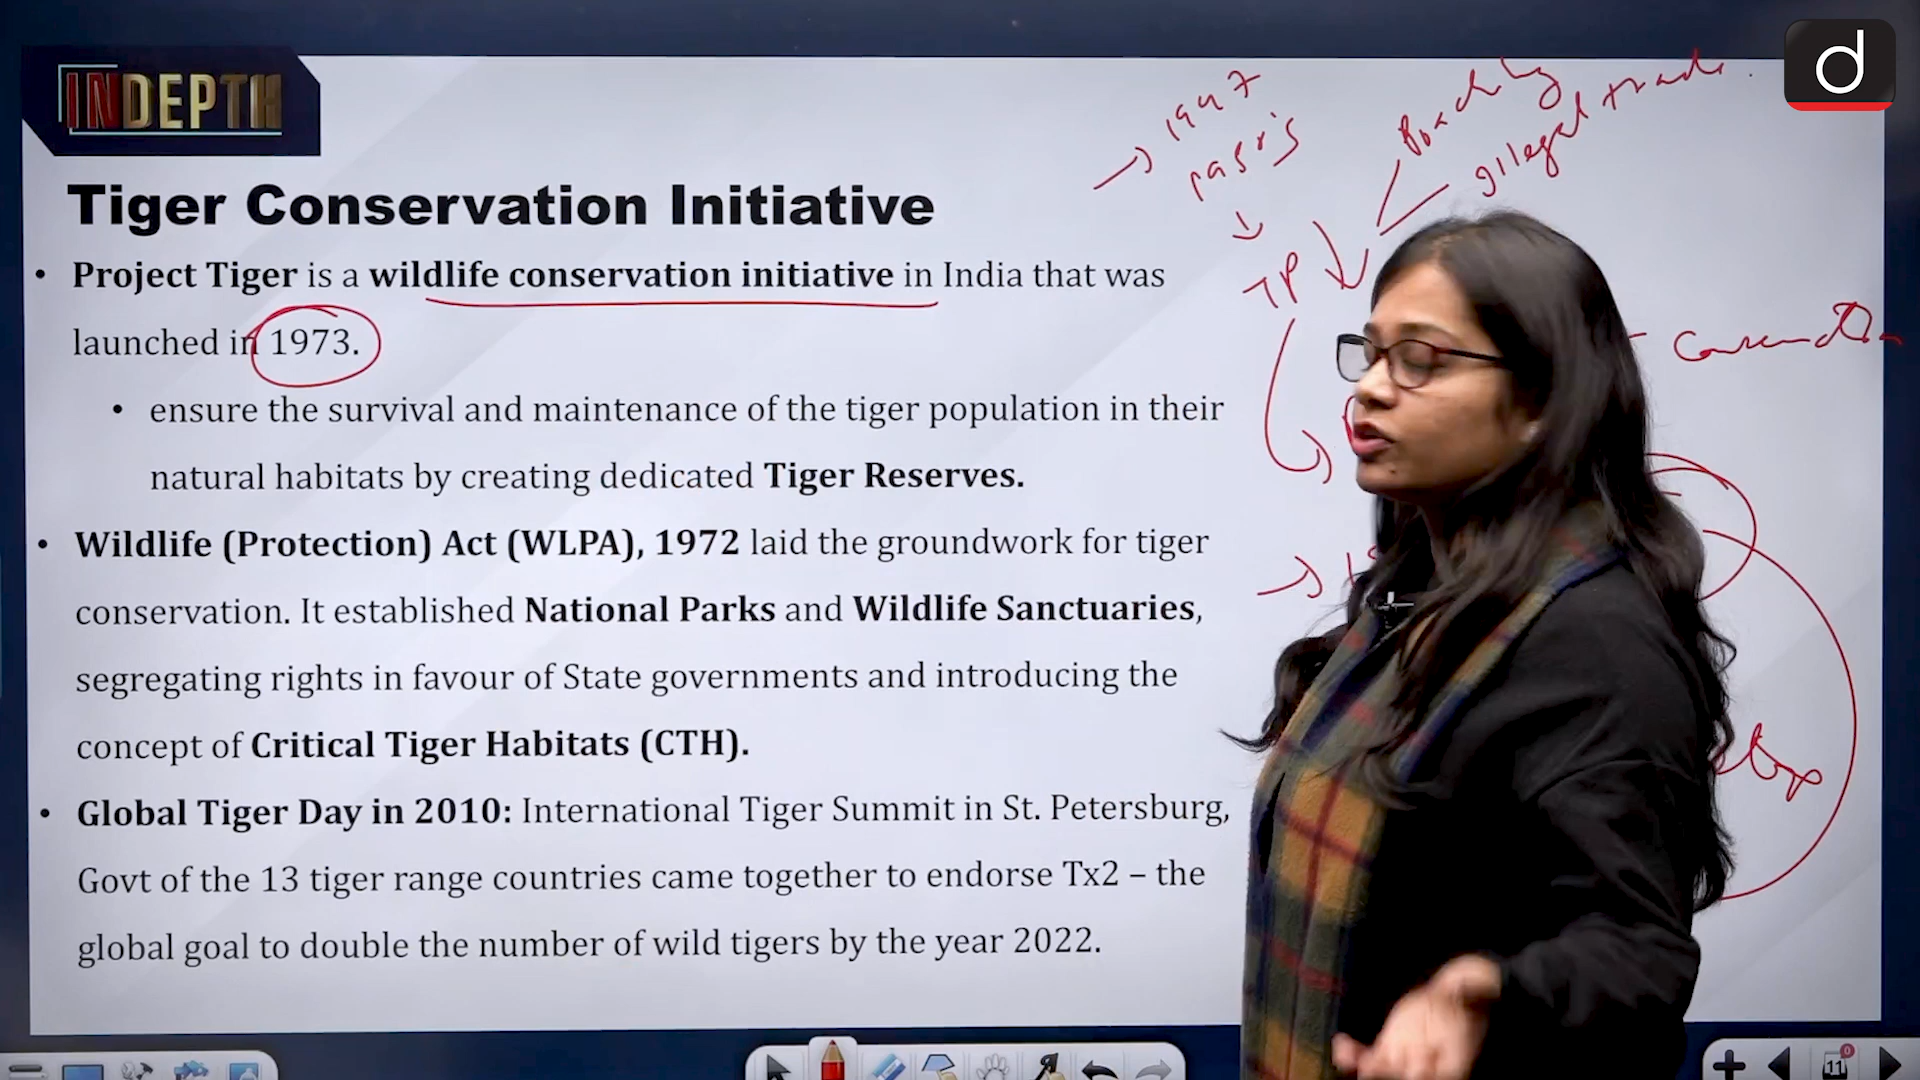 INDEPTH
d
Tiger Conservation Initiative
• Project Tiger is a wildlife conservation initiative in India that was
launched in 1973.
• ensure the survival and maintenance of the tiger population in their
natural habitats by creating dedicated Tiger Reserves.
• Wildlife (Protection) Act (WLPA), 1972 laid the groundwork for tiger
conservation. It established National Parks and Wildlife Sanctuaries,
segregating rights in favour of State governments and introducing the
concept of Critical Tiger Habitats (CTH).
• Global Tiger Day in 2010: International Tiger Summit in St. Petersburg,
Govt of the 13 tiger range countries came together to endorse Tx2 – the
global goal to double the number of wild tigers by the year 2022.
TP
illegal trade
11
0